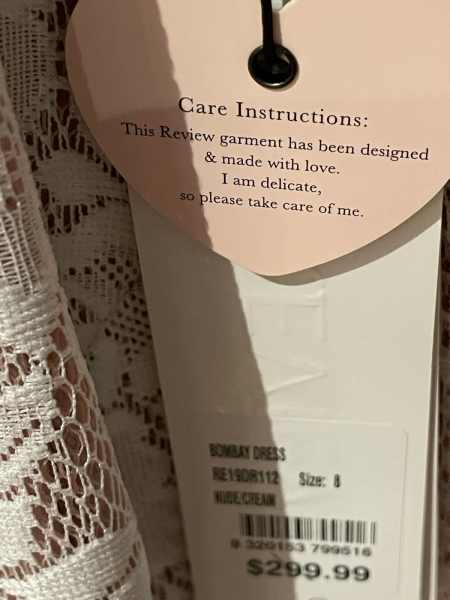 Care Instructions:
This Review garment has been designed
& made with love.
I am delicate,
so please take care of me.
BOMBAY DRESS
RE19DR112 Size: 8
NUDE/CREAM
9 320153 799516
$299.99